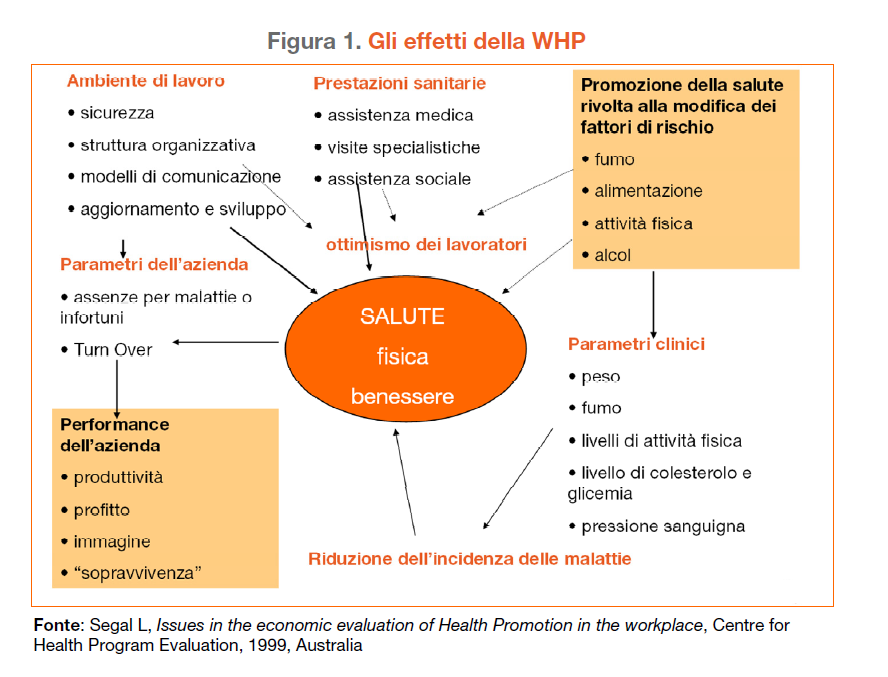 Figura 1. Gli effetti della WHP
Ambiente di lavoro
• sicurezza
• struttura organizzativa
• modelli di comunicazione
• aggiornamento e sviluppo
Prestazioni sanitarie
• assistenza medica
• visite specialistiche
• assistenza sociale
Promozione della salute
rivolta alla modifica dei
fattori di rischio
• fumo
• alimentazione
• attività fisica
• alcol
ottimismo dei lavoratori
Parametri dell'azienda
• assenze per malattie o
infortuni
• Turn Over
SALUTE
fisica
benessere
Parametri clinici
• peso
• fumo
• livelli di attività fisica
• livello di colesterolo e
glicemia
• pressione sanguigna
Performance
dell'azienda
• produttività
• profitto
• immagine
• “sopravvivenza”
Riduzione dell'incidenza delle malattie
Fonte: Segal L, Issues in the economic evaluation of Health Promotion in the workplace, Centre for
Health Program Evaluation, 1999, Australia